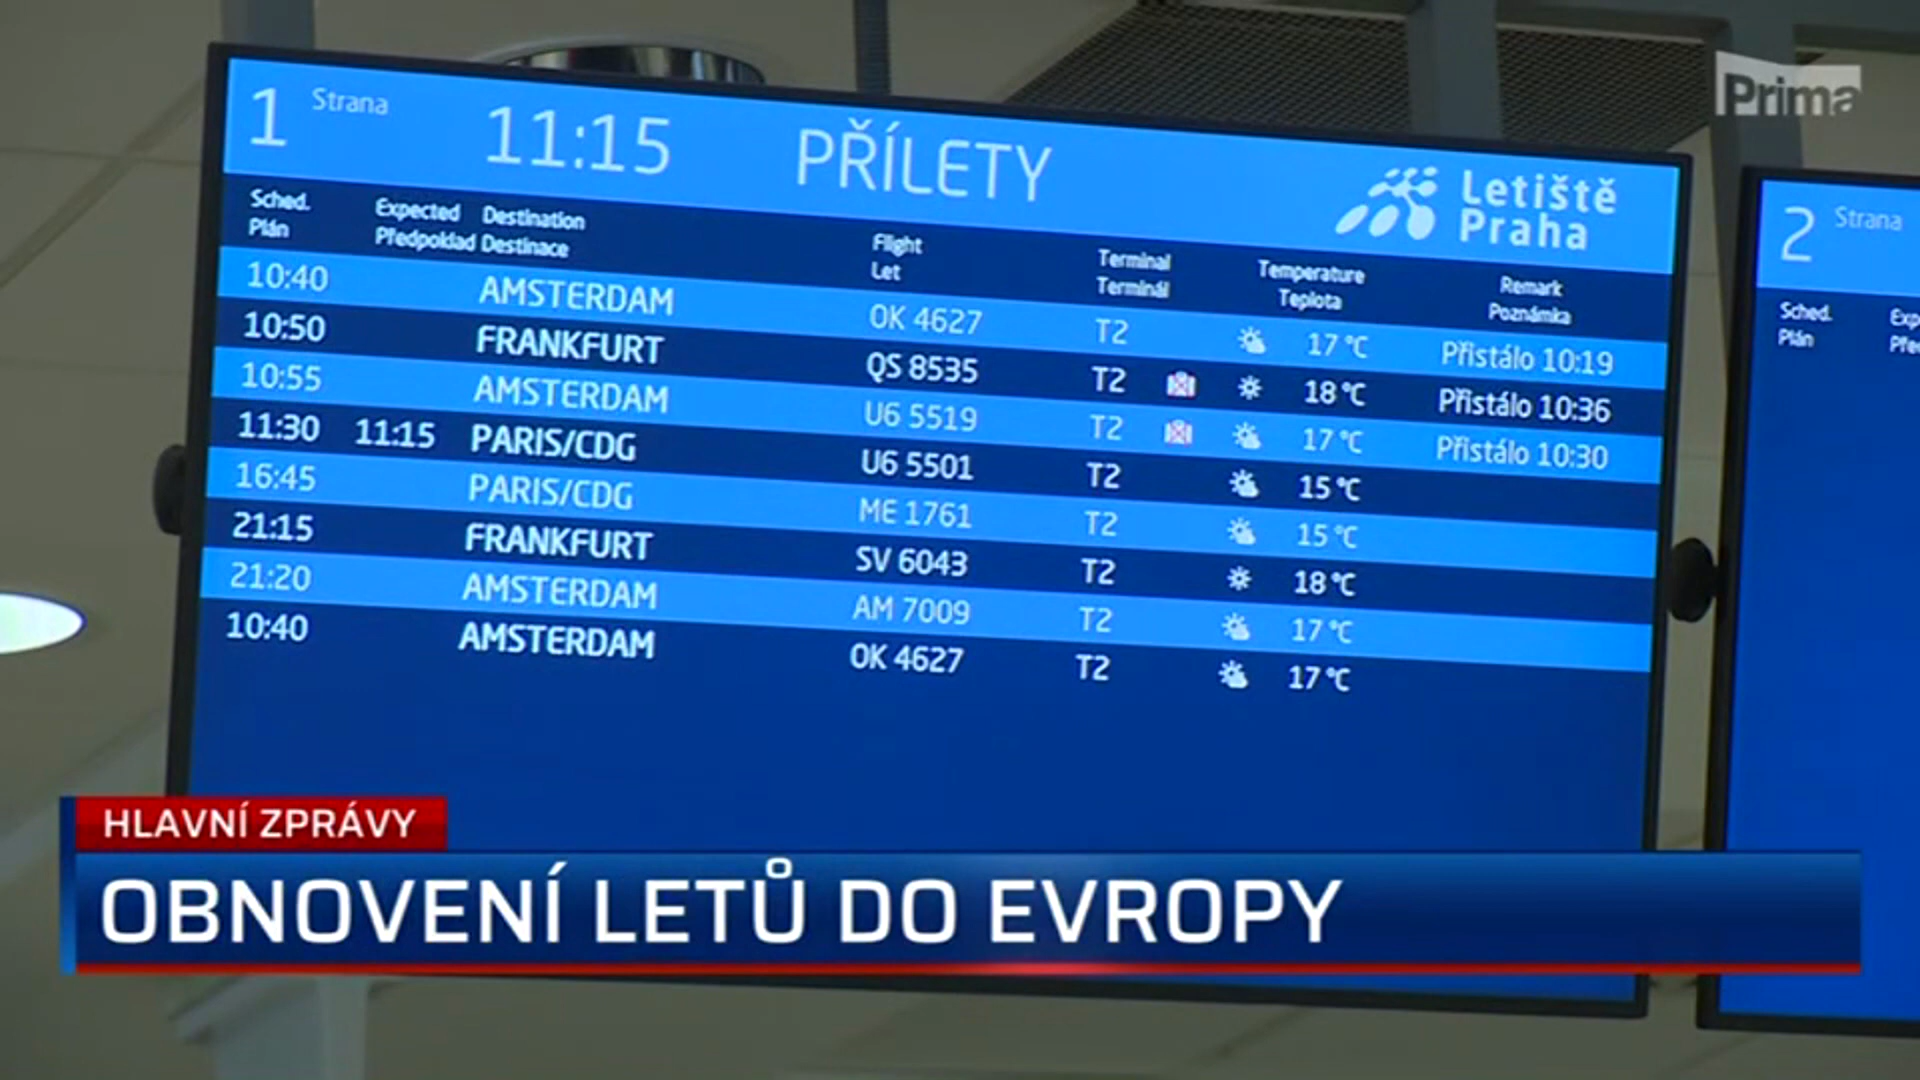 Prima
1 Strana 11:15 PŘÍLETY Letiště Praha
Sched. Expected Destination Flight Terminal Temperature Remark
Plán Předpoklad Destinace Let Terminál Teplota Poznámka
10:40 AMSTERDAM OK 4627 T2 17 °C Přistálo 10:19
10:50 FRANKFURT QS 8535 T2 18 °C Přistálo 10:36
10:55 AMSTERDAM U6 5519 T2 17 °C Přistálo 10:30
11:30 11:15 PARIS/CDG U6 5501 T2 15 °C
16:45 PARIS/CDG ME 1761 T2 15 °C
21:15 FRANKFURT SV 6043 T2 18 °C
21:20 AMSTERDAM AM 7009 T2 17 °C
10:40 AMSTERDAM OK 4627 T2 17 °C
2 Strana
Sched. Exp
Plán Pře
HLAVNÍ ZPRÁVY
OBNOVENÍ LETŮ DO EVROPY